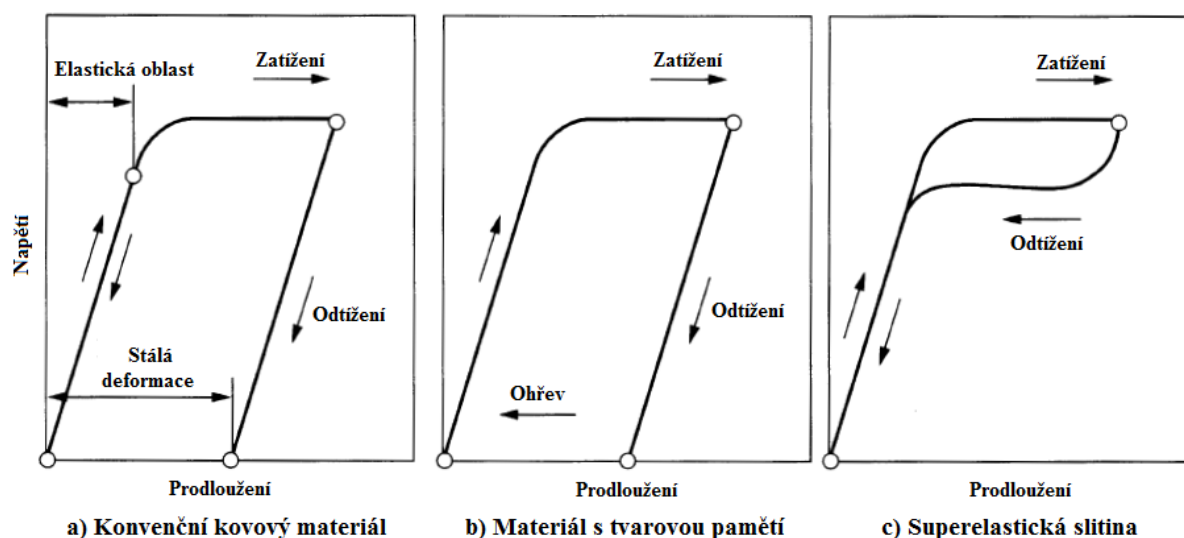 Elastická oblast
Zatížení
Odtížení
Stálá
deformace
Napětí
Prodloužení
a) Konvenční kovový materiál
Zatížení
Odtížení
Ohřev
Prodloužení
b) Materiál s tvarovou pamětí
Zatížení
Odtížení
Prodloužení
c) Superelastická slitina